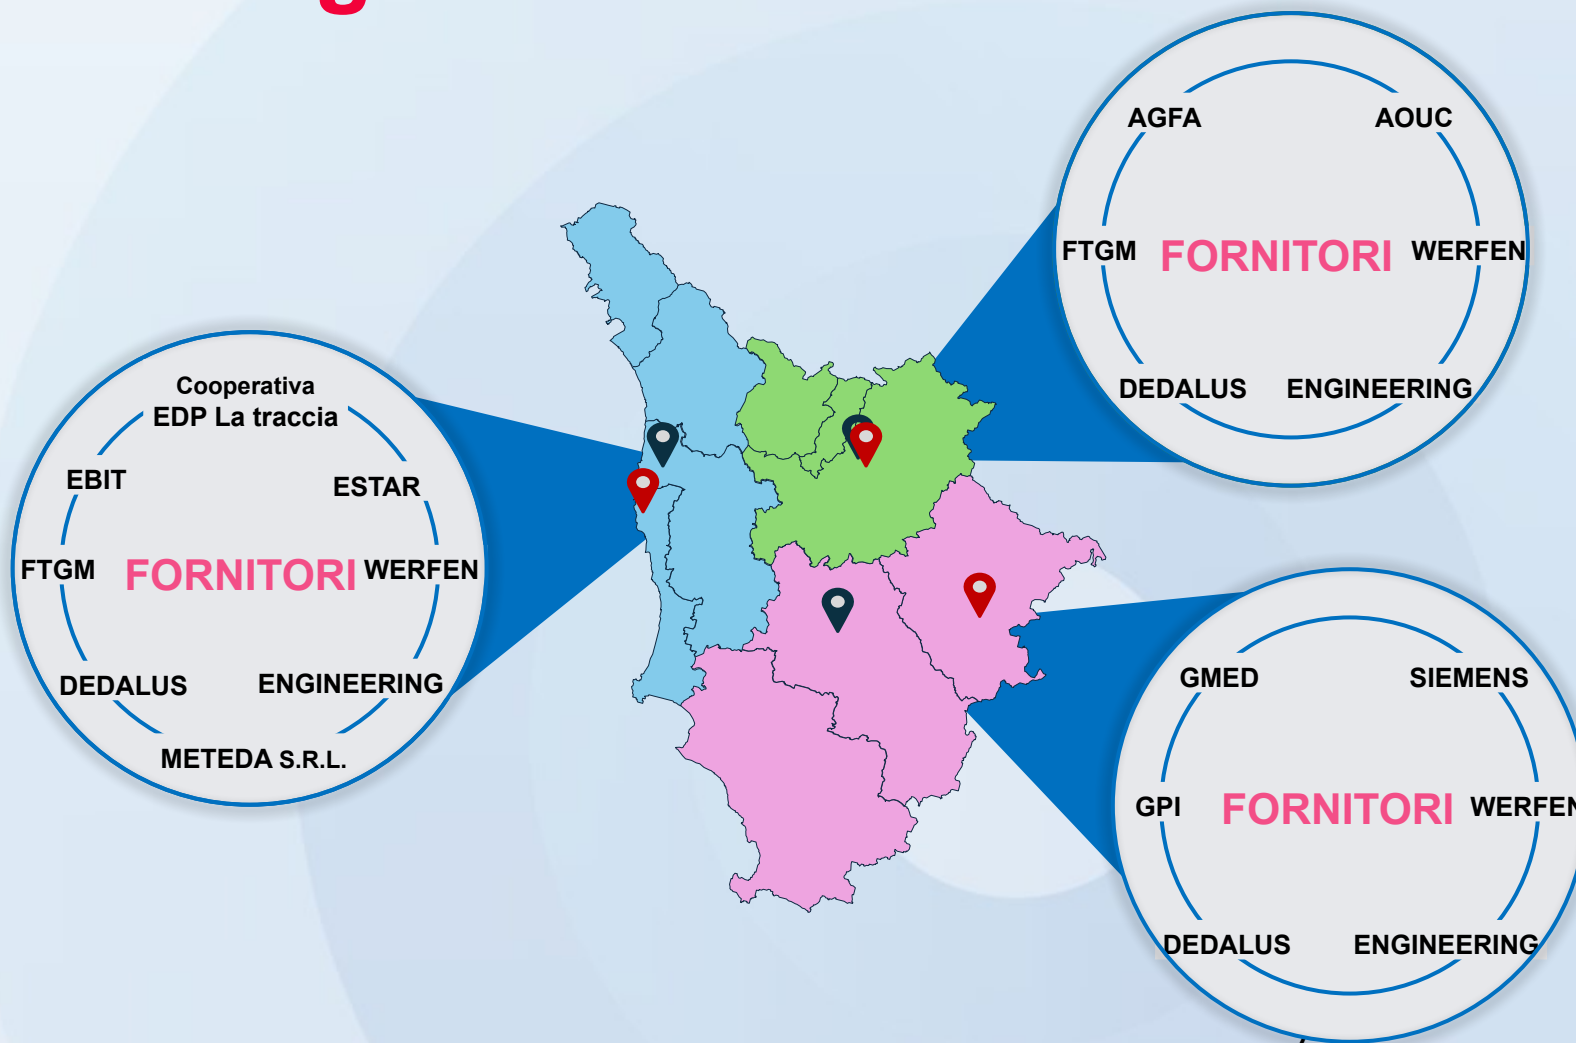 AGFA
AOUC
FTGM
FORNITORI
WERFEN
DEDALUS
ENGINEERING
Cooperativa
EDP La traccia
EBIT
ESTAR
FTGM
FORNITORI
WERFEN
DEDALUS
ENGINEERING
METEDA S.R.L.
GMED
SIEMENS
GPI
FORNITORI
WERFEN
DEDALUS
ENGINEERING